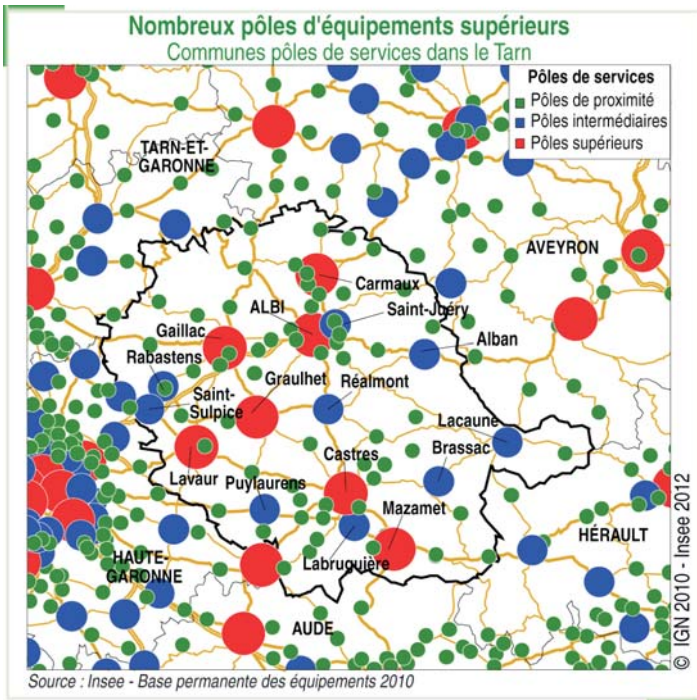 Nombreux pôles d'équipements supérieurs
Communes pôles de services dans le Tarn
Pôles de services
Pôles de proximité
Pôles intermédiaires
Pôles supérieurs
TARN-ET-
GARONNE
AVEYRON
Carmaux
ALBI
Saint-Juéry
Gaillac
Alban
Rabastens
Graulhet
Réalmont
Saint-
Sulpice
Lacaune
Castres
Brassac
Lavaur
Puylaurens
Mazamet
HÉRAULT
HAUTE-
GARONNE
Labruguière
AUDE
© IGN 2010 - Insee 2012
Source : Insee - Base permanente des équipements 2010